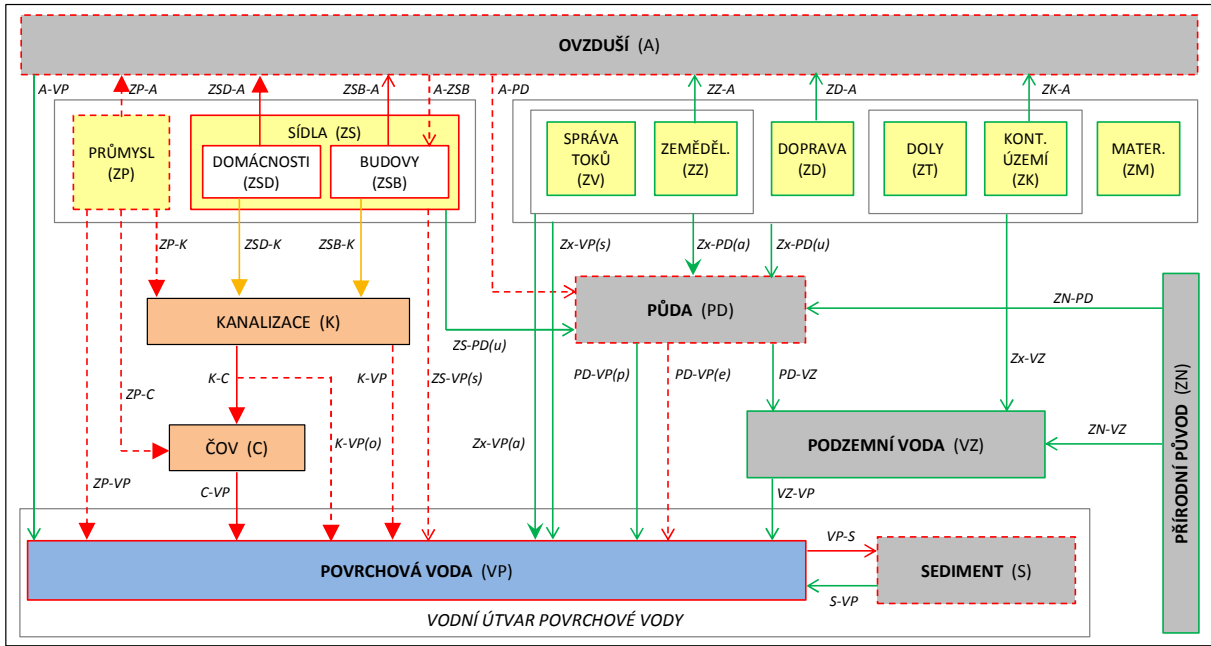 OVZDUŠÍ (A)
A-VP
ZP-A
ZSD-A
ZSB-A
A-ZSB
A-PD
ZZ-A
ZD-A
ZK-A
PRŮMYSL
(ZP)
SÍDLA (ZS)
DOMÁCNOSTI
(ZSD)
BUDOVY
(ZSB)
SPRÁVA
TOKŮ
(ZV)
ZEMĚDĚL.
(ZZ)
DOPRAVA
(ZD)
DOLY
(ZT)
KONT.
ÚZEMÍ
(ZK)
MATER.
(ZM)
ZP-K
ZSD-K
ZSB-K
Zx-VP(s)
Zx-PD(a)
Zx-PD(u)
KANALIZACE (K)
PŮDA (PD)
ZN-PD
ZS-PD(u)
K-C
K-VP
ZS-VP(s)
PD-VP(p)
PD-VP(e)
PD-VZ
Zx-VZ
ZP-C
ČOV (C)
K-VP(o)
Zx-VP(a)
PODZEMNÍ VODA (VZ)
ZN-VZ
PŘÍRODNÍ PŮVOD (ZN)
ZP-VP
C-VP
VZ-VP
POVRCHOVÁ VODA (VP)
VP-S
SEDIMENT (S)
S-VP
VODNÍ ÚTVAR POVRCHOVÉ VODY